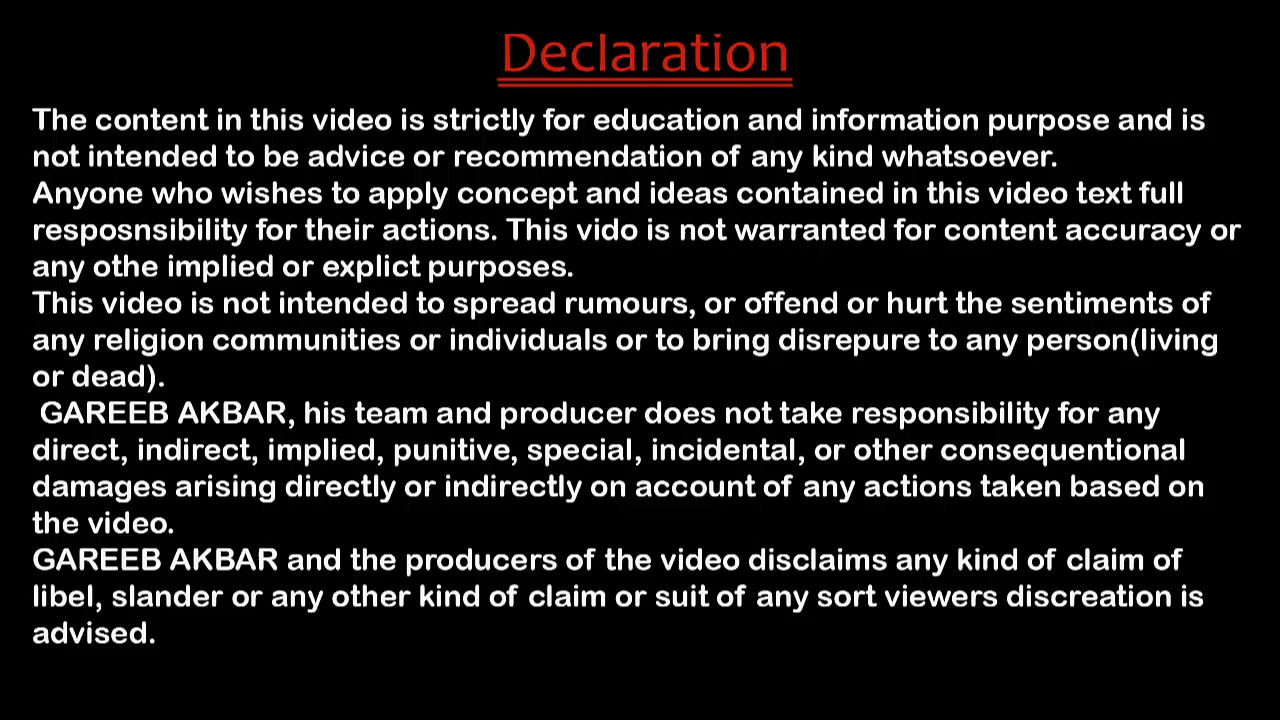 Declaration
The content in this video is strictly for education and information purpose and is
not intended to be advice or recommendation of any kind whatsoever.
Anyone who wishes to apply concept and ideas contained in this video text full
resposnsibility for their actions. This vido is not warranted for content accuracy or
any othe implied or explict purposes.
This video is not intended to spread rumours, or offend or hurt the sentiments of
any religion communities or individuals or to bring disrepure to any person(living
or dead).
GAREEB AKBAR, his team and producer does not take responsibility for any
direct, indirect, implied, punitive, special, incidental, or other consequentional
damages arising directly or indirectly on account of any actions taken based on
the video.
GAREEB AKBAR and the producers of the video disclaims any kind of claim of
libel, slander or any other kind of claim or suit of any sort viewers discreation is
advised.